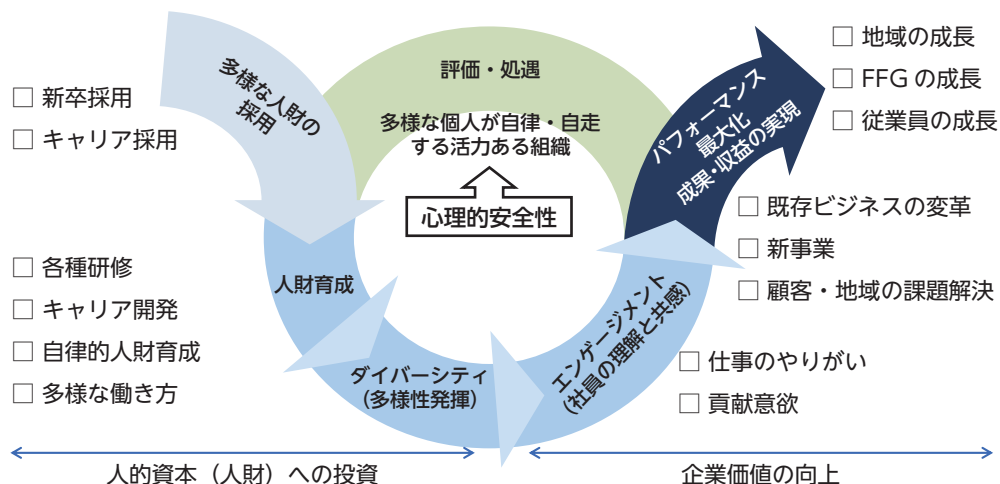 □ 新卒採用
□ キャリア採用
多様な人財の
採用
評価・処遇
多様な個人が自律・自走
する活力ある組織
心理的安全性
パフォーマンス
最大化
成果・収益の実現
□ 地域の成長
□ FFG の成長
□ 従業員の成長
□ 既存ビジネスの変革
□ 新事業
□ 顧客・地域の課題解決
□ 各種研修
□ キャリア開発
□ 自律的人財育成
□ 多様な働き方
人財育成
ダイバーシティ
(多様性発揮)
エンゲージメント
(社員の理解と共感)
□ 仕事のやりがい
□ 貢献意欲
人的資本（人財）への投資
企業価値の向上